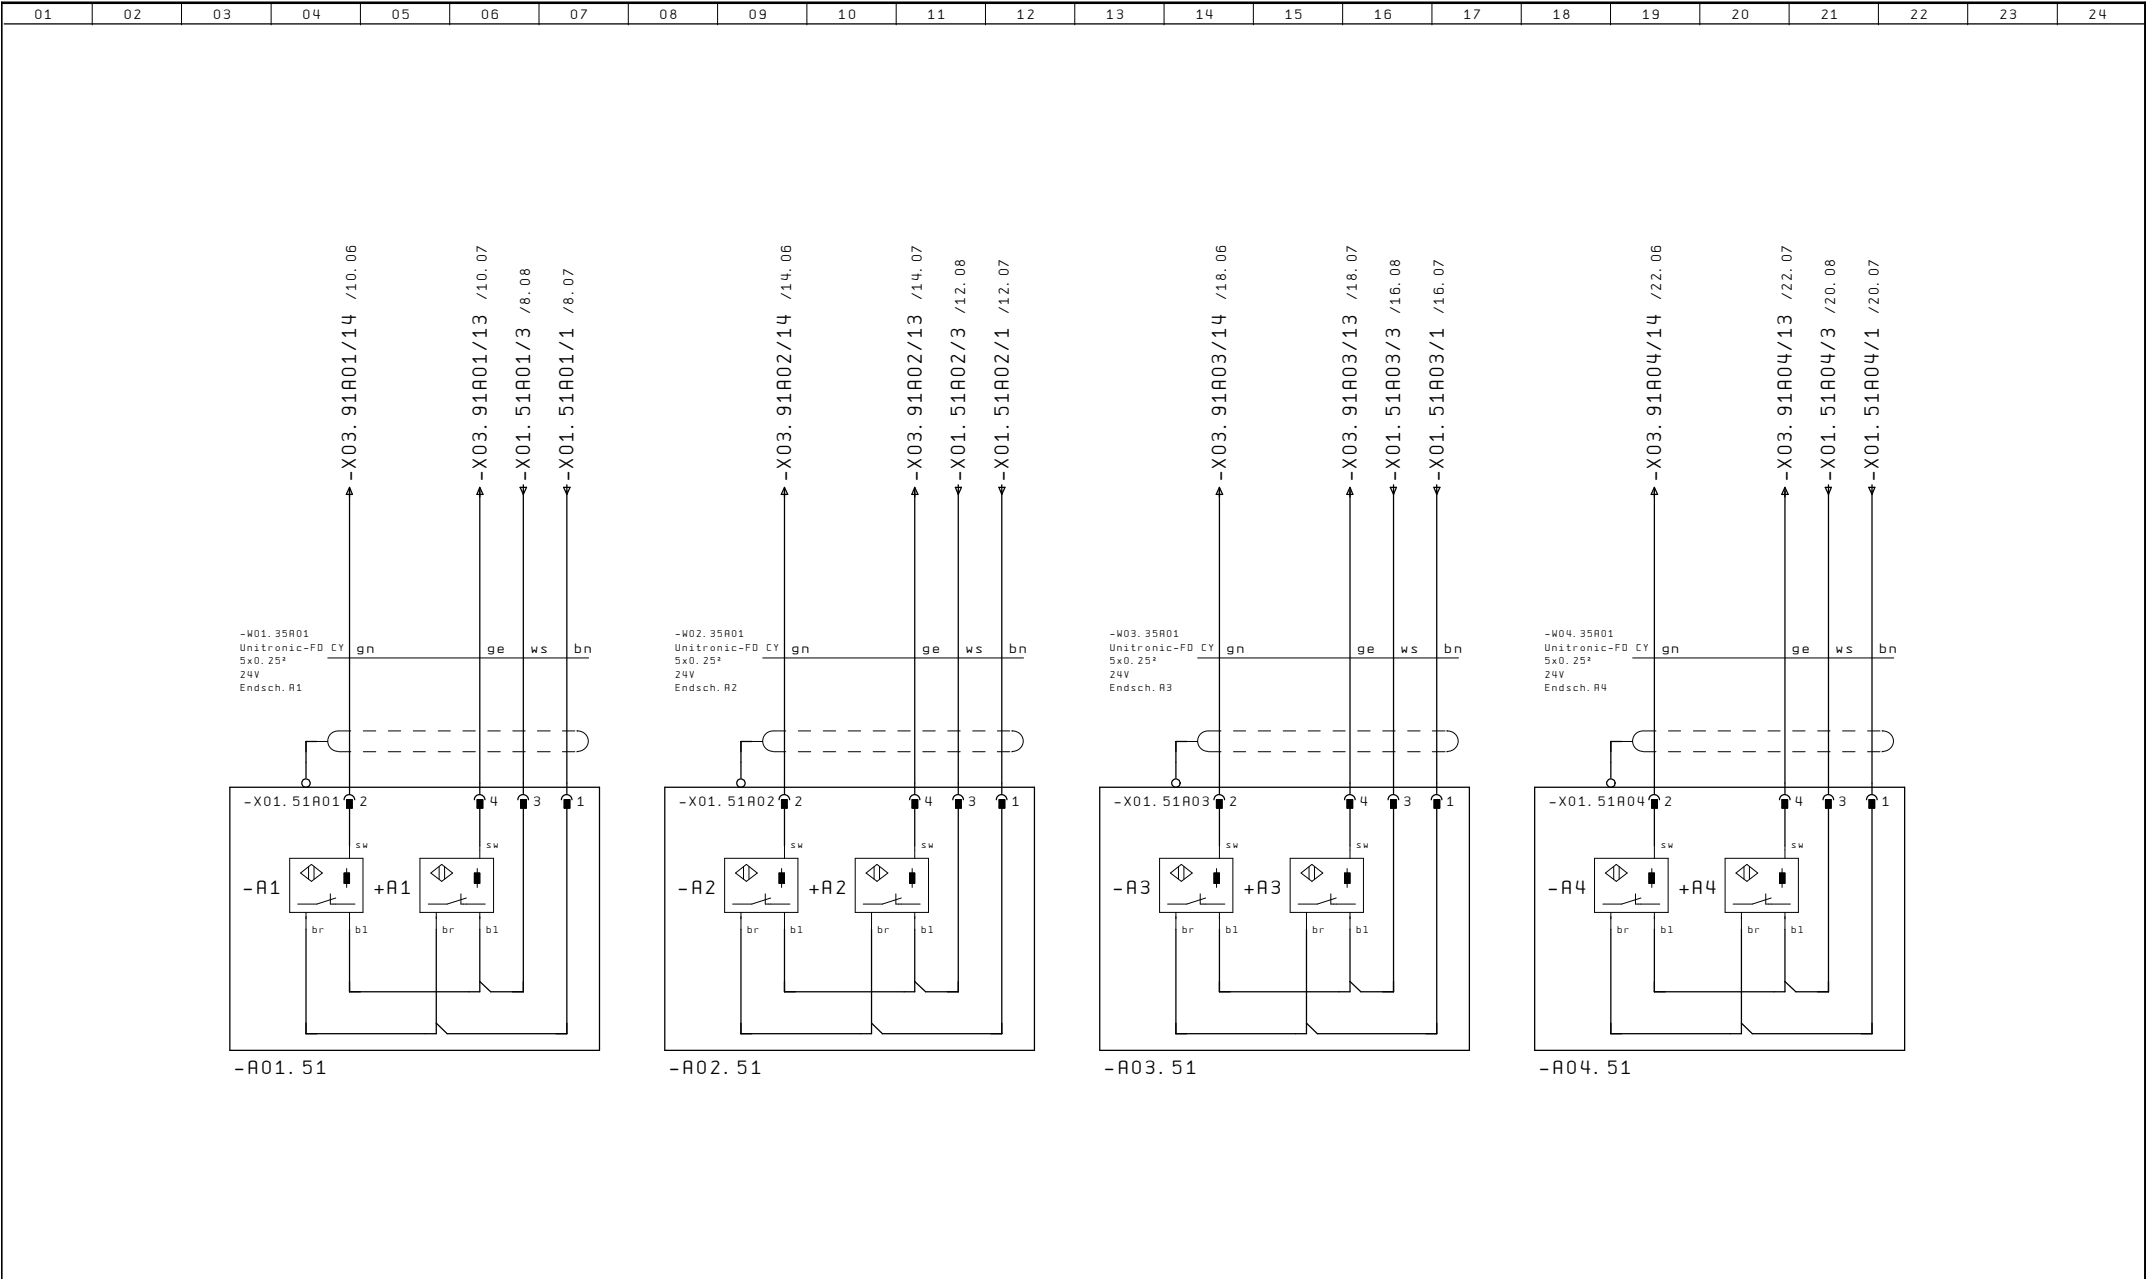 01 02 03 04 05 06 07 08 09 10 11 12 13 14 15 16 17 18 19 20 21 22 23 24
-X03.91A01/14 /10.06
-X03.91A01/13 /10.07
-X01.51A01/3 /8.08
-X01.51A01/1 /8.07
-X03.91A02/14 /14.06
-X03.91A02/13 /14.07
-X01.51A02/3 /12.08
-X01.51A02/1 /12.07
-X03.91A03/14 /18.06
-X03.91A03/13 /18.07
-X01.51A03/3 /16.08
-X01.51A03/1 /16.07
-X03.91A04/14 /22.06
-X03.91A04/13 /22.07
-X01.51A04/3 /20.08
-X01.51A04/1 /20.07
-W01.35A01
Unitronic-FD CY
5x0.25²
24V
Endsch.A1
gn ge ws bn
-W02.35A01
Unitronic-FD CY
5x0.25²
24V
Endsch.A2
gn ge ws bn
-W03.35A01
Unitronic-FD CY
5x0.25²
24V
Endsch.A3
gn ge ws bn
-W04.35A01
Unitronic-FD CY
5x0.25²
24V
Endsch.A4
gn ge ws bn
-X01.51A01 2 4 3 1
sw sw
-A1 +A1
br bl br bl
-A01.51
-X01.51A02 2 4 3 1
sw sw
-A2 +A2
br bl br bl
-A02.51
-X01.51A03 2 4 3 1
sw sw
-A3 +A3
br bl br bl
-A03.51
-X01.51A04 2 4 3 1
sw sw
-A4 +A4
br bl br bl
-A04.51